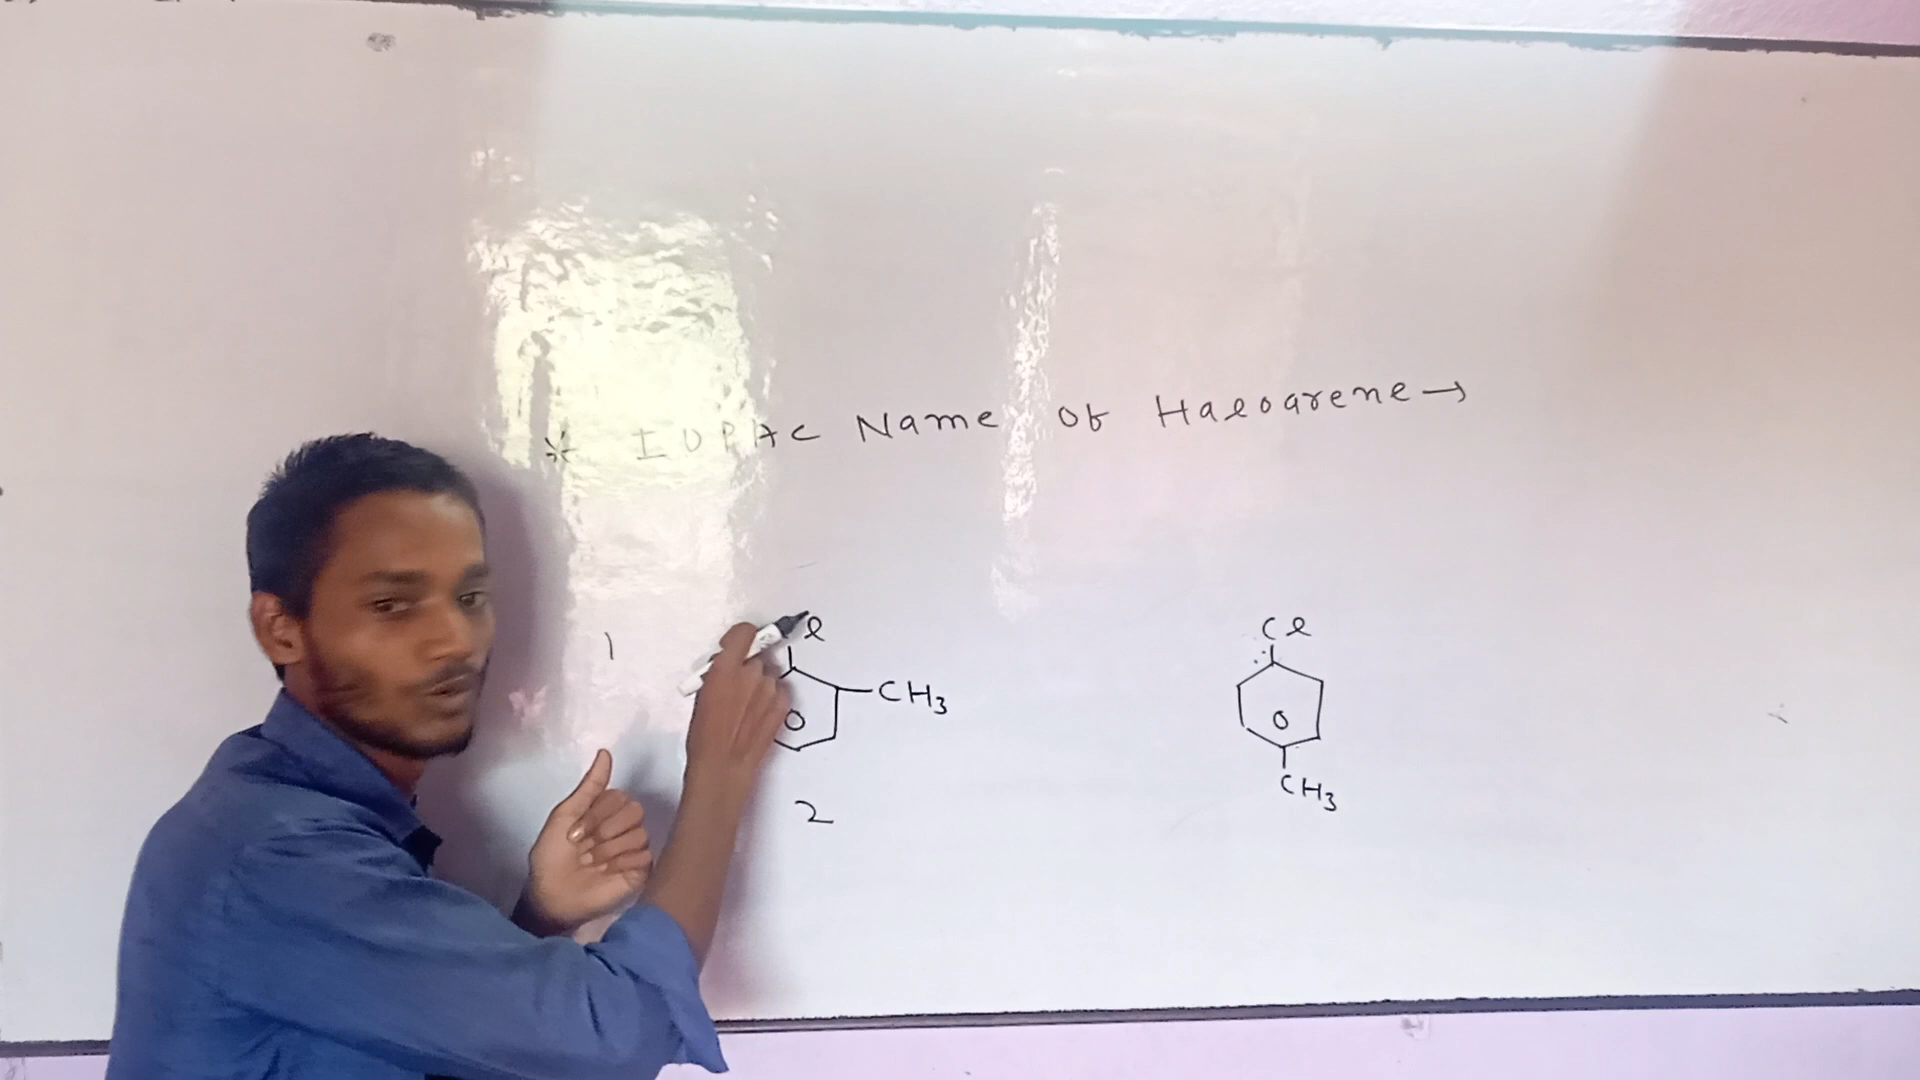 * IUPAC Name Of Haloarene →
1
l
CH3
2
Cl
CH3